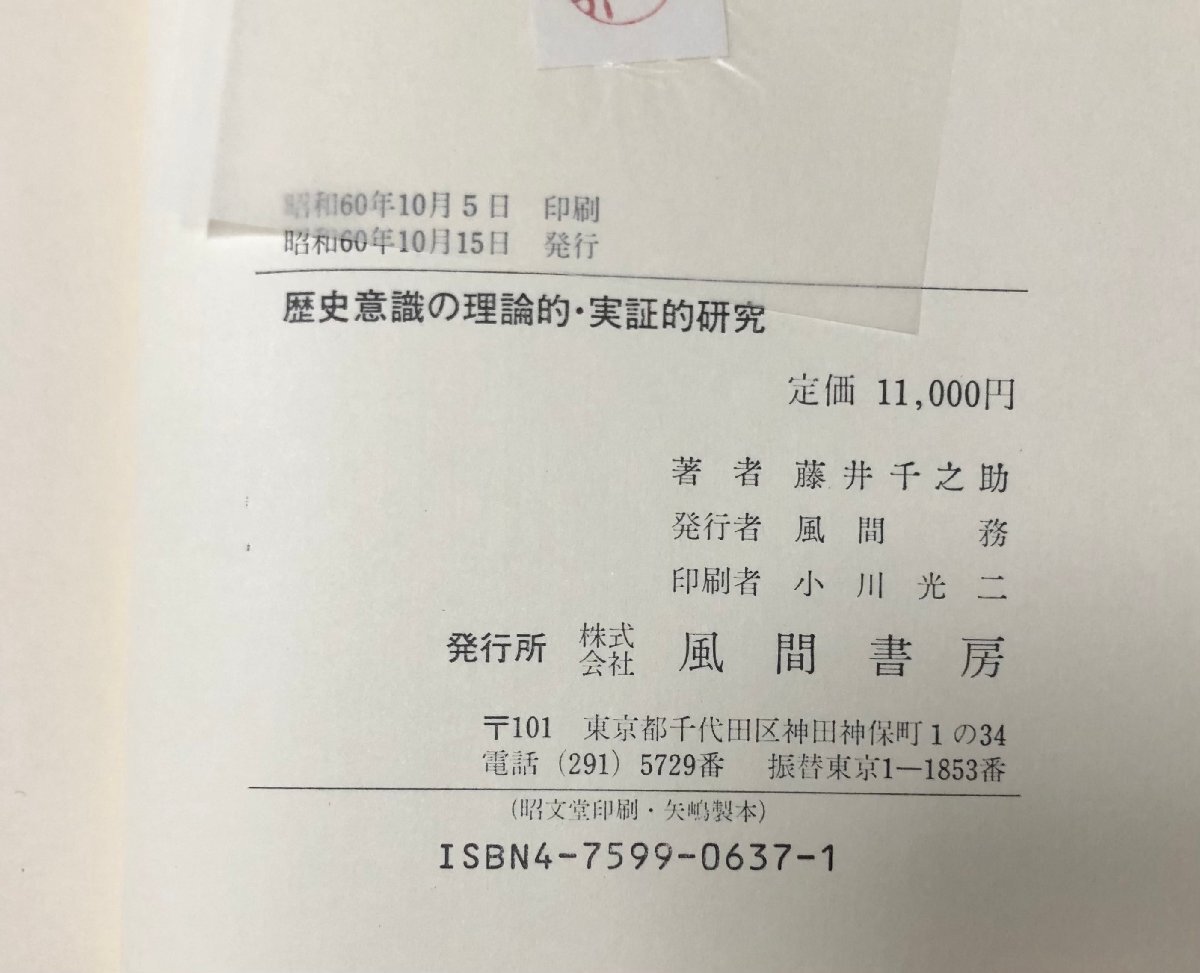 昭和60年10月5日 印刷
昭和60年10月15日 発行
歴史意識の理論的・実証的研究
定価 11,000円
著者 藤井千之助
発行者 風間務
印刷者 小川光二
発行所 株式会社 風間書房
〒101 東京都千代田区神田神保町1の34
電話(291)5729番 振替東京1―1853番
(昭文堂印刷・矢嶋製本)
ISBN4-7599-0637-1